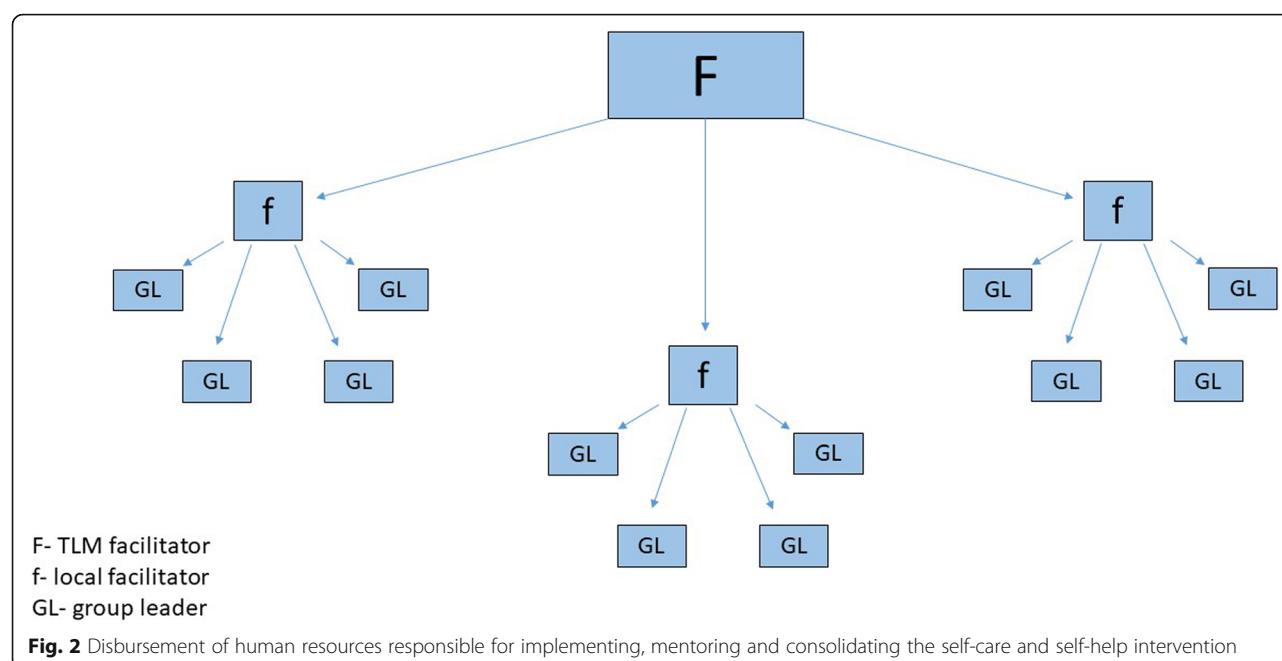 F
f
f
GL
GL
GL
GL
GL
GL
GL
GL
f
GL
GL
GL
GL
F- TLM facilitator
f- local facilitator
GL- group leader
Fig. 2 Disbursement of human resources responsible for implementing, mentoring and consolidating the self-care and self-help intervention